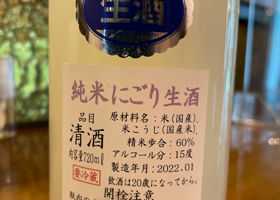 生酒
純米にごり生酒
品目
清酒
内容量720ml
要冷蔵
原材料名：米(国産)、
米こうじ(国産米)、
精米歩合：60%
アルコール分：15度
製造年月：2022.01
飲酒は20歳になってから。
開栓注意